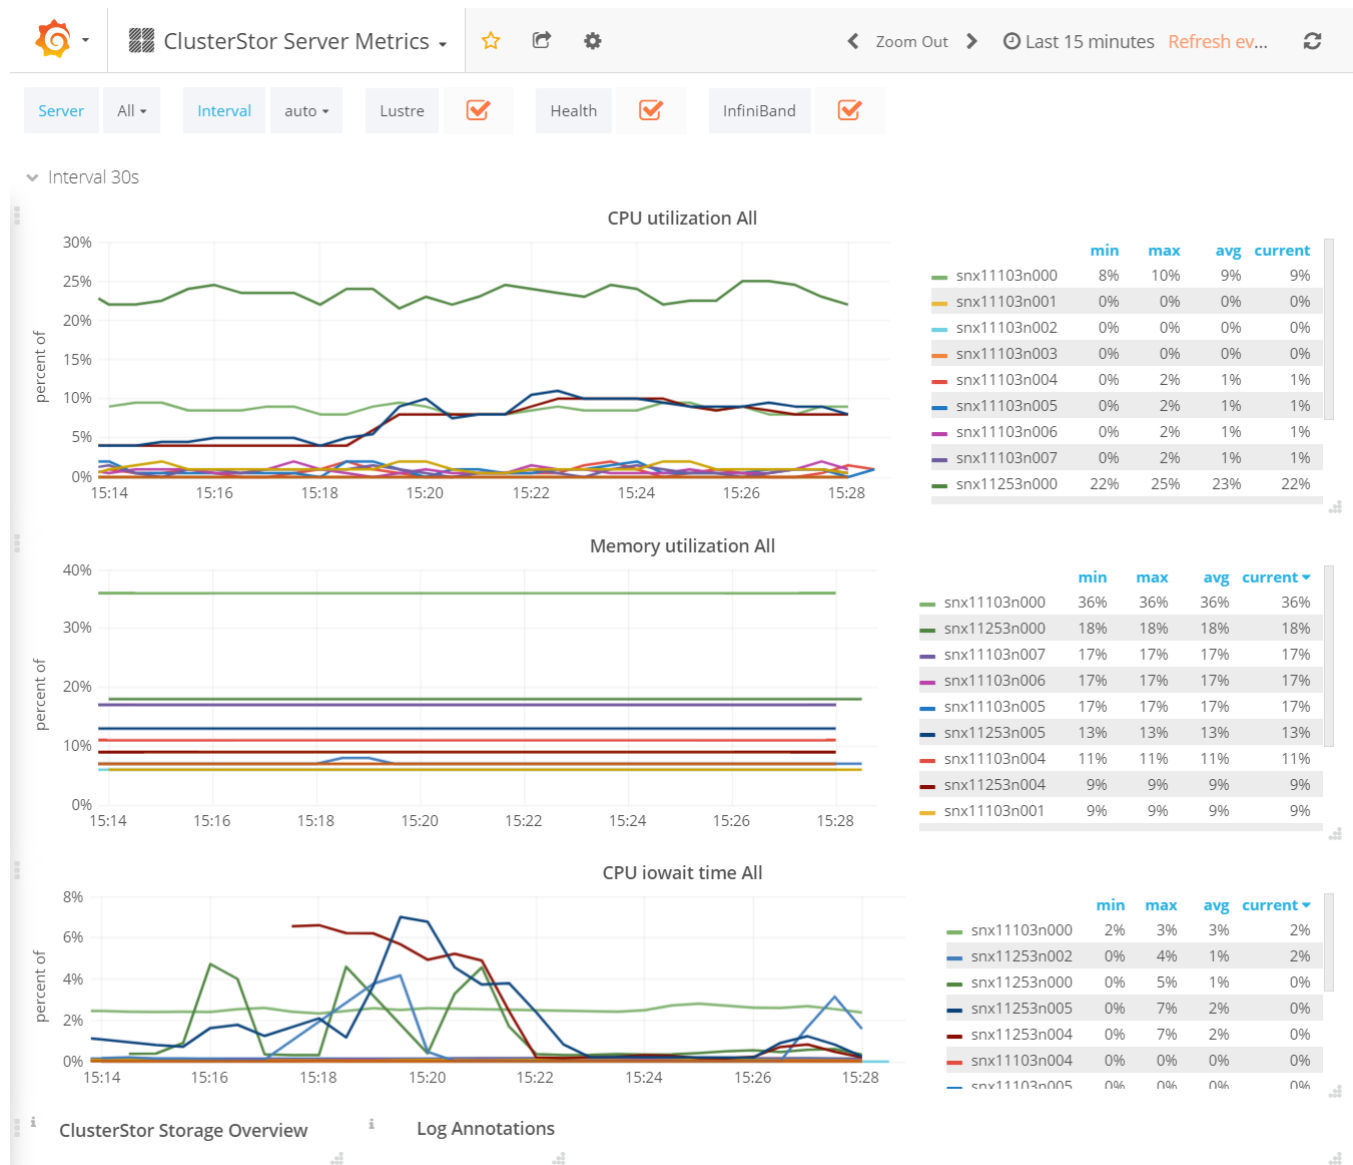 ClusterStor Server Metrics
Zoom Out
Last 15 minutes Refresh ev...
Server All Interval auto Lustre Health InfiniBand
Interval 30s
CPU utilization All
percent of
30%
25%
20%
15%
10%
5%
0%
15:14 15:16 15:18 15:20 15:22 15:24 15:26 15:28
min max avg current
snx11103n000 8% 10% 9% 9%
snx11103n001 0% 0% 0% 0%
snx11103n002 0% 0% 0% 0%
snx11103n003 0% 0% 0% 0%
snx11103n004 0% 2% 1% 1%
snx11103n005 0% 2% 1% 1%
snx11103n006 0% 2% 1% 1%
snx11103n007 0% 2% 1% 1%
snx11253n000 22% 25% 23% 22%
Memory utilization All
percent of
40%
30%
20%
10%
0%
15:14 15:16 15:18 15:20 15:22 15:24 15:26 15:28
min max avg current
snx11103n000 36% 36% 36% 36%
snx11253n000 18% 18% 18% 18%
snx11103n007 17% 17% 17% 17%
snx11103n006 17% 17% 17% 17%
snx11103n005 17% 17% 17% 17%
snx11253n005 13% 13% 13% 13%
snx11103n004 11% 11% 11% 11%
snx11253n004 9% 9% 9% 9%
snx11103n001 9% 9% 9% 9%
CPU iowait time All
percent of
8%
6%
4%
2%
0%
15:14 15:16 15:18 15:20 15:22 15:24 15:26 15:28
min max avg current
snx11103n000 2% 3% 3% 2%
snx11253n002 0% 4% 1% 2%
snx11253n000 0% 5% 1% 0%
snx11253n005 0% 7% 2% 0%
snx11253n004 0% 7% 2% 0%
snx11103n004 0% 0% 0% 0%
snx11103n005 0% 0% 0% 0%
i ClusterStor Storage Overview
i Log Annotations